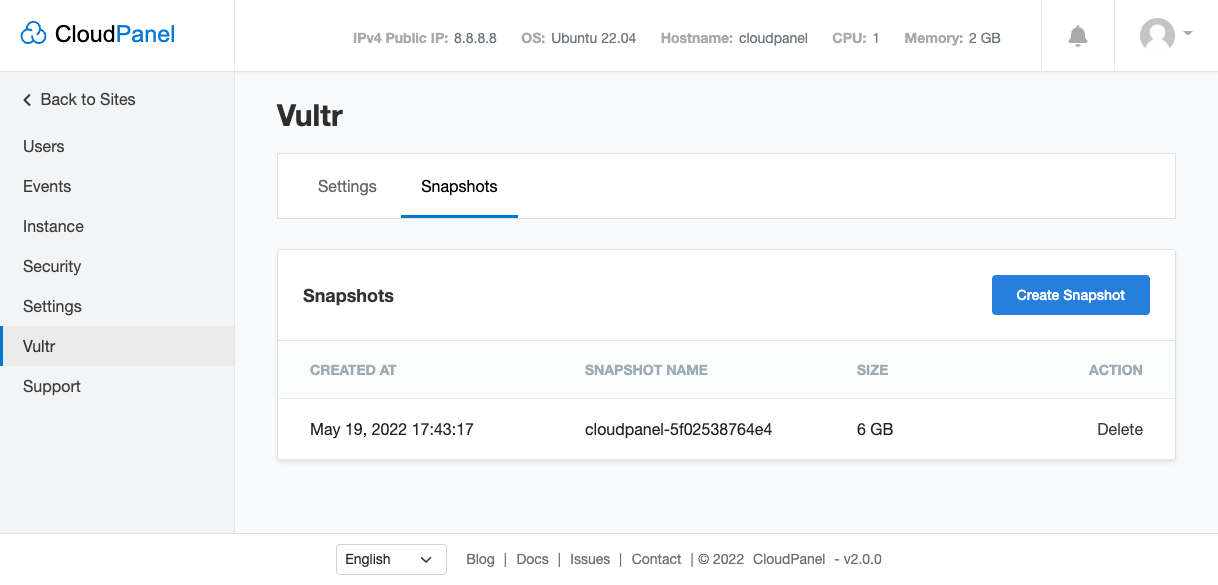 CloudPanel
IPv4 Public IP: 8.8.8.8 OS: Ubuntu 22.04 Hostname: cloudpanel CPU: 1 Memory: 2 GB
Back to Sites
Users
Events
Instance
Security
Settings
Vultr
Support
Vultr
Settings Snapshots
Snapshots
Create Snapshot
CREATED AT SNAPSHOT NAME SIZE ACTION
May 19, 2022 17:43:17 cloudpanel-5f02538764e4 6 GB Delete
English Blog | Docs | Issues | Contact | © 2022 CloudPanel - v2.0.0